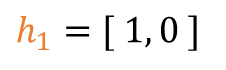 h₁ = [ 1, 0 ]